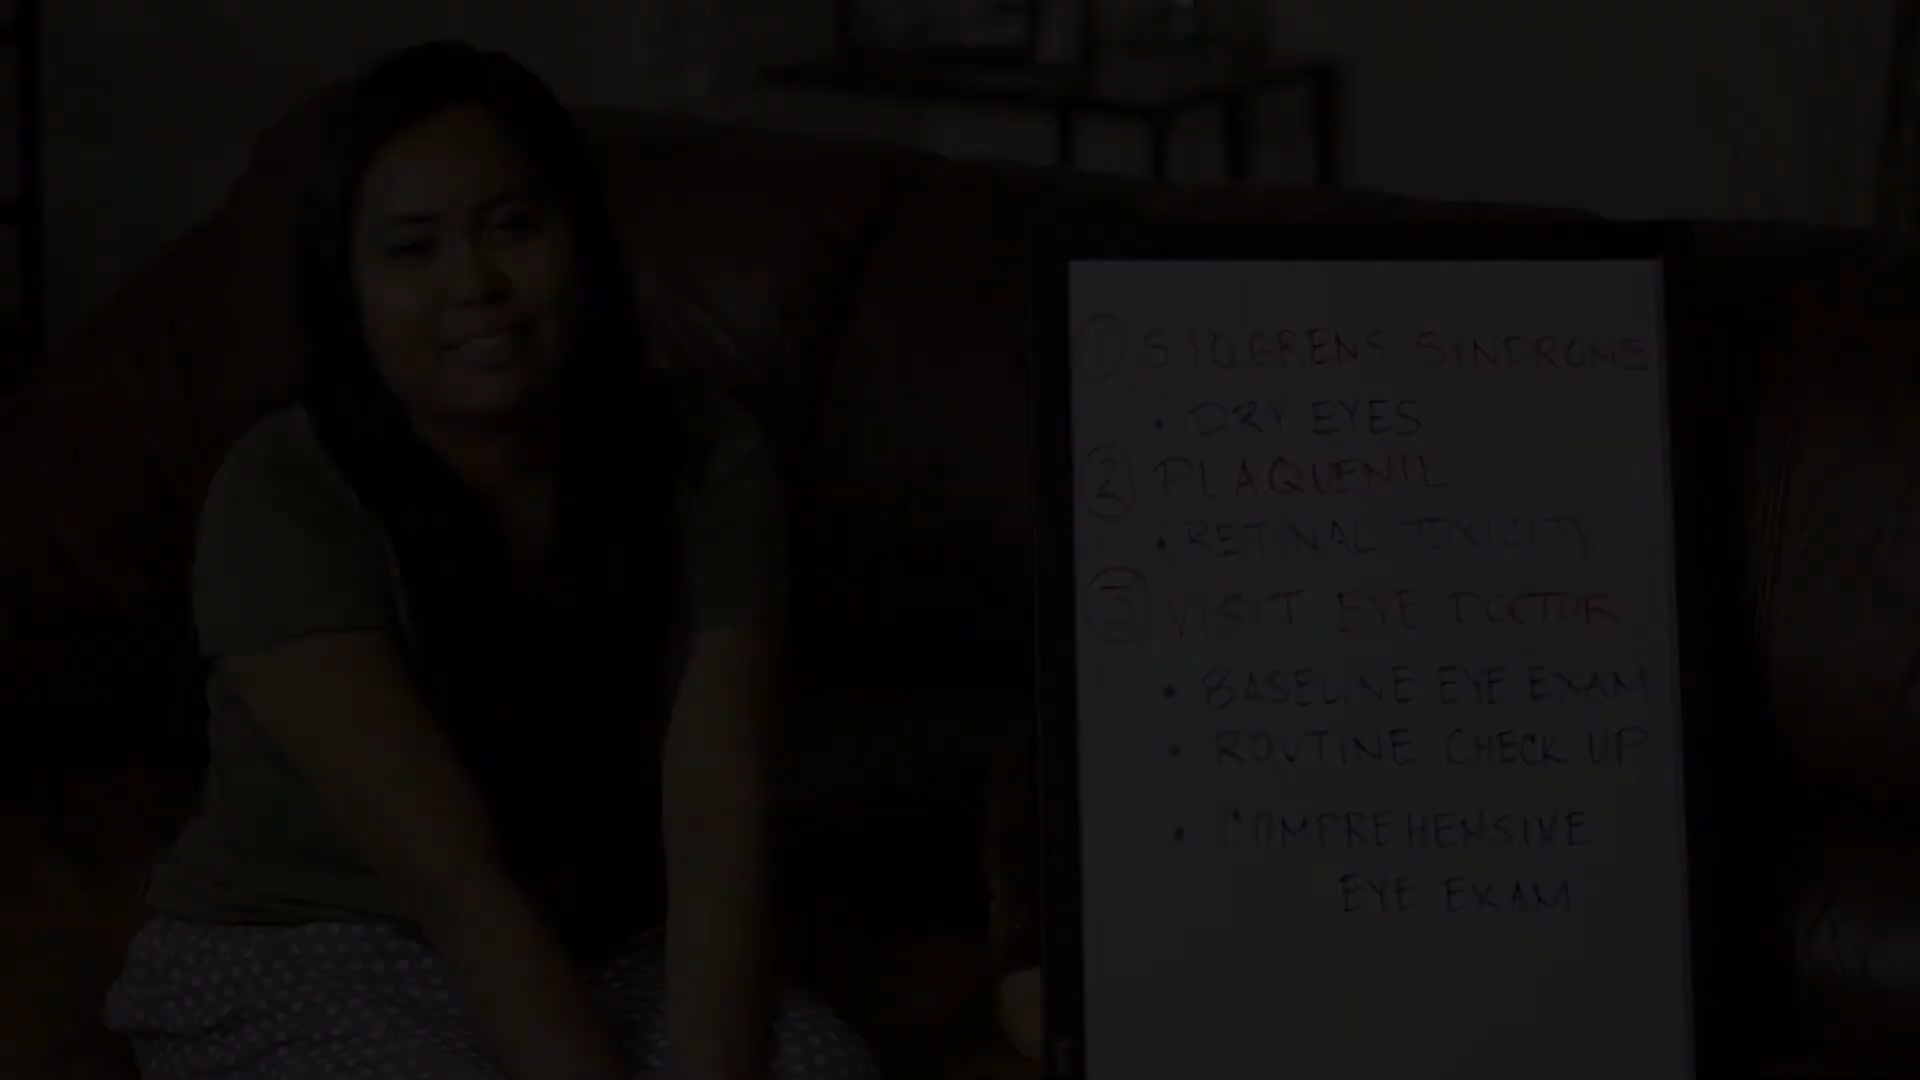 ① SJOGRENS SYNDROME
• DRY EYES
② PLAQUENIL
• RETINAL TOXICITY
③ VISIT EYE DOCTOR
• BASELINE EYE EXAM
• ROUTINE CHECK UP
• COMPREHENSIVE
EYE EXAM